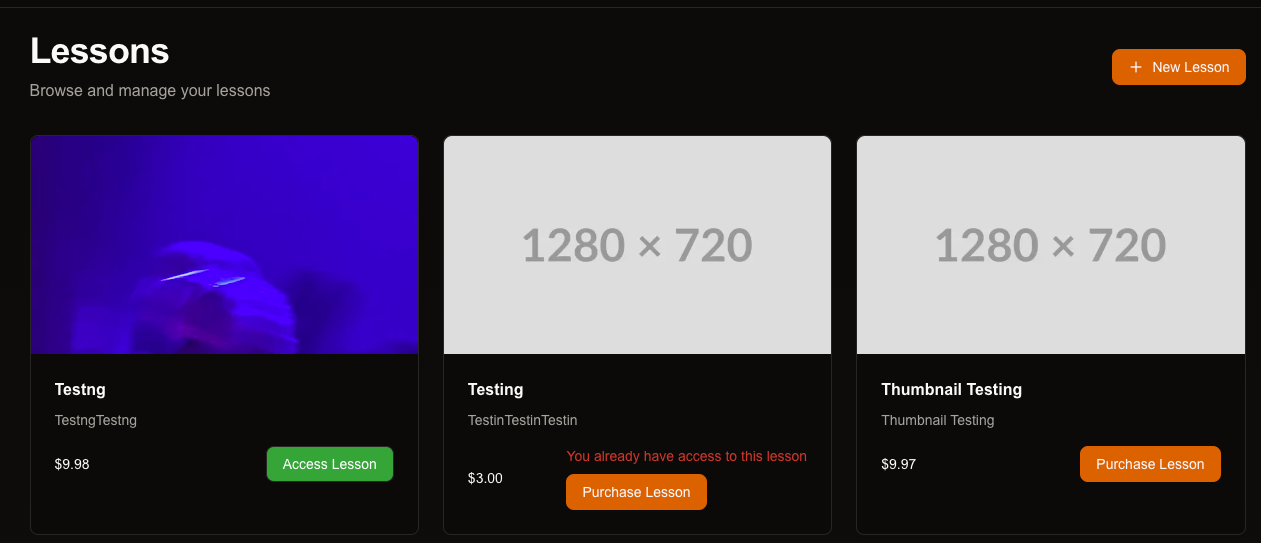 Lessons
Browse and manage your lessons
+ New Lesson
1280 × 720
1280 × 720
Testng
TestngTestng
$9.98
Access Lesson
Testing
TestinTestinTestin
You already have access to this lesson
$3.00
Purchase Lesson
Thumbnail Testing
Thumbnail Testing
$9.97
Purchase Lesson